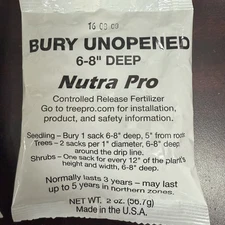 BURY UNOPENED
6-8" DEEP
Nutra Pro
Controlled Release Fertilizer
Go to treepro.com for installation,
product, and safety information.
Seedling – Bury 1 sack 6-8" deep, 5" from roots
Trees – 2 sacks per 1" diameter, 6-8" deep
around the drip line.
Shrubs – One sack for every 12" of the plant's
height and width, 6-8" deep.
Normally lasts 3 years – may last
up to 5 years in northern zones.
NET WT. 2 oz. (56.7g)
Made in the U.S.A.